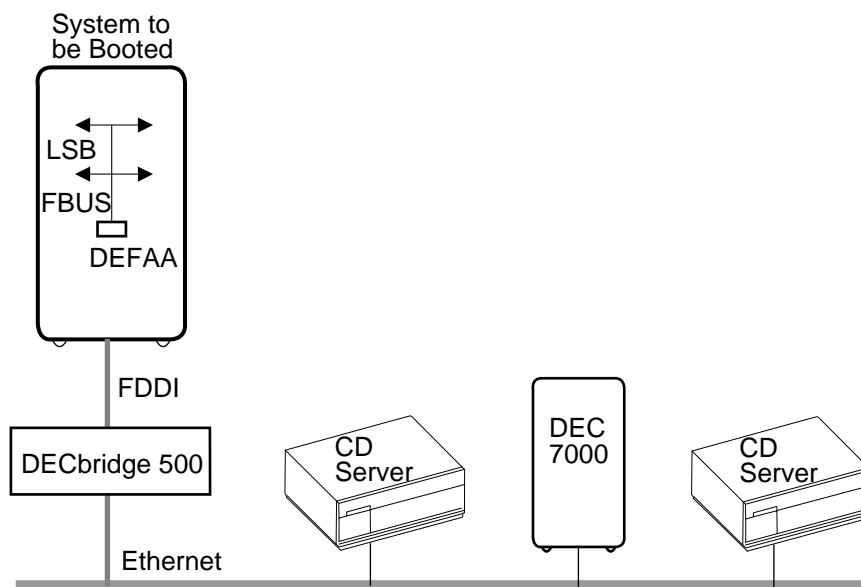 System to
be Booted
LSB
FBUS
DEFAA
FDDI
DECbridge 500
Ethernet
CD
Server
DEC
7000
CD
Server